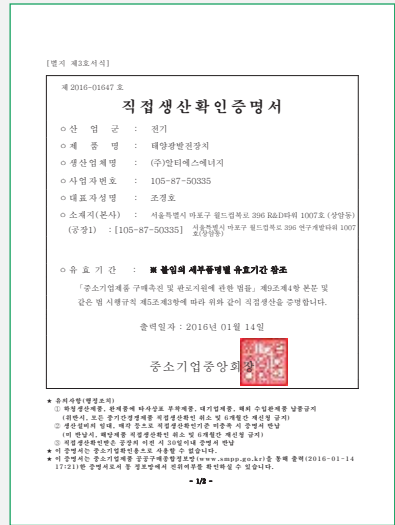 [별지 제3호서식]
제 2016-01647 호
직접생산확인증명서
ㅇ 산 업 군 : 전기
ㅇ 제 품 명 : 태양광발전장치
ㅇ 생산업체명 : (주)알티에스에너지
ㅇ 사업자번호 : 105-87-50335
ㅇ 대표자성명 : 조경호
ㅇ 소재지(본사) : 서울특별시 마포구 월드컵북로 396 R&D타워 1007호 (상암동)
(공장1) : [105-87-50335] 서울특별시 마포구 월드컵북로 396 연구개발타워 1007호(상암동)
ㅇ 유 효 기 간 : ※ 붙임의 세부품명별 유효기간 참조
「중소기업제품 구매촉진 및 판로지원에 관한 법률」 제9조제4항 본문 및
같은 법 시행규칙 제5조제3항에 따라 위와 같이 직접생산을 증명합니다.
출력일자 : 2016년 01월 14일
중소기업중앙회장
★ 유의사항(행정조치)
① 하청생산제품, 완제품에 타사상표 부착제품, 대기업제품, 해외 수입완제품 납품금지
(위반시, 모든 중기간경쟁제품 직접생산확인 취소 및 6개월간 재신청 금지)
② 생산설비의 임대, 매각 등으로 직접생산확인기준 미충족 시 증명서 반납
(미 반납시, 해당제품 직접생산확인 취소 및 6개월간 재신청 금지)
③ 직접생산확인받은 공장의 이전 시 30일이내 증명서 반납
★ 이 증명서는 중소기업확인용으로 사용할 수 없습니다.
★ 이 증명서는 중소기업제품 공공구매종합정보망(www.smpp.go.kr)을 통해 출력(2016-01-14
17:21)한 증명서로서 동 정보망에서 진위여부를 확인하실 수 있습니다.
- 1/2 -